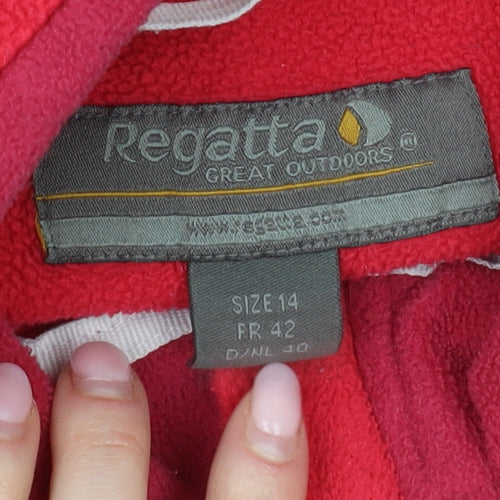 Regatta
GREAT OUTDOORS
www.regatta.com
SIZE 14
FR 42
D/NL 40